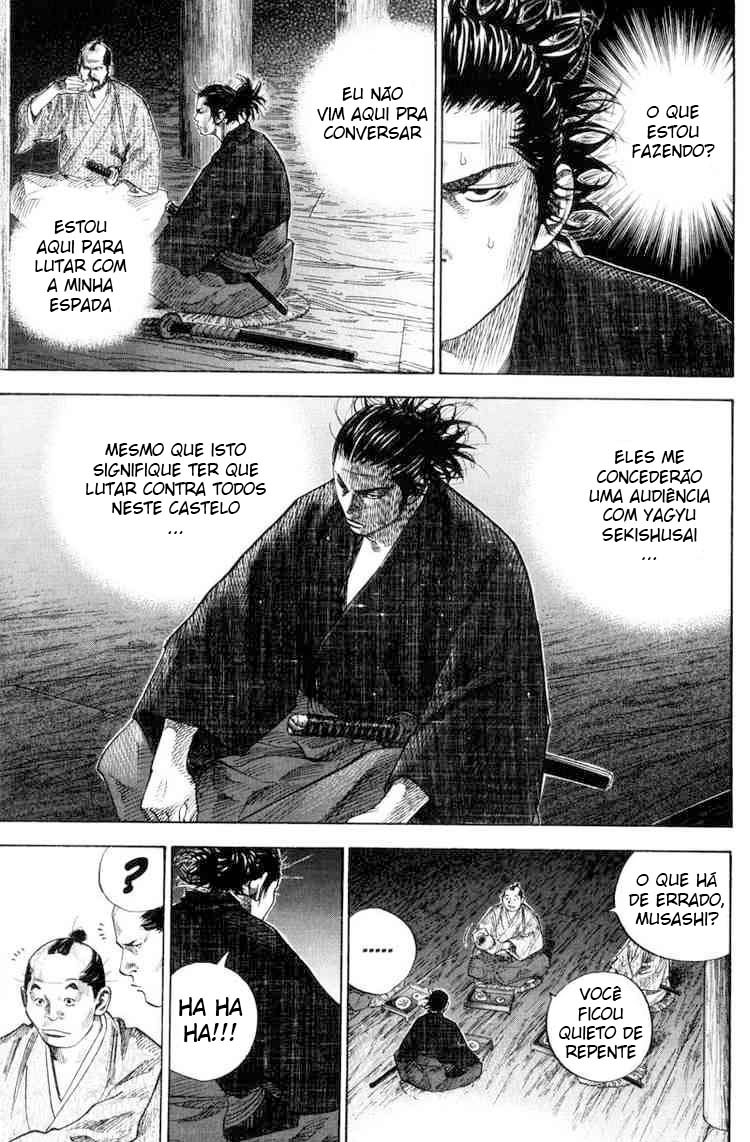 O QUE
ESTOU
FAZENDO?
EU NÃO
VIM AQUI PRA
CONVERSAR
ESTOU
AQUI PARA
LUTAR COM
A MINHA
ESPADA
ELES ME
CONCEDERÃO
UMA AUDIÊNCIA
COM YAGYU
SEKISHUSAI
...
MESMO QUE ISTO
SIGNIFIQUE TER QUE
LUTAR CONTRA TODOS
NESTE CASTELO
...
O QUE HÁ
DE ERRADO,
MUSASHI?
VOCÊ
FICOU
QUIETO DE
REPENTE
.....
HA HA
HA!!!
?